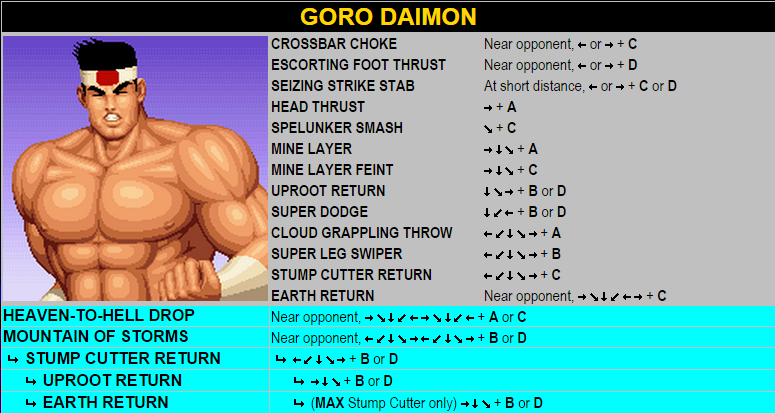 GORO DAIMON
CROSSBAR CHOKE Near opponent, ← or → + C
ESCORTING FOOT THRUST Near opponent, ← or → + D
SEIZING STRIKE STAB At short distance, ← or → + C or D
HEAD THRUST → + A
SPELUNKER SMASH ↘ + C
MINE LAYER → ↓ ↘ + A
MINE LAYER FEINT → ↓ ↘ + C
UPROOT RETURN ↓ ↘ → + B or D
SUPER DODGE ↓ ↙ ← + B or D
CLOUD GRAPPLING THROW ← ↙ ↓ ↘ → + A
SUPER LEG SWIPER ← ↙ ↓ ↘ → + B
STUMP CUTTER RETURN ← ↙ ↓ ↘ → + C
EARTH RETURN Near opponent, → ↘ ↓ ↙ ← → + C
HEAVEN-TO-HELL DROP Near opponent, → ↘ ↓ ↙ ← → ↘ ↓ ↙ ← + A or C
MOUNTAIN OF STORMS Near opponent, ← ↙ ↓ ↘ → ← ↙ ↓ ↘ → + B or D
↳ STUMP CUTTER RETURN ↳ ← ↙ ↓ ↘ → + B or D
↳ UPROOT RETURN ↳ → ↓ ↘ + B or D
↳ EARTH RETURN ↳ (MAX Stump Cutter only) → ↓ ↘ + B or D